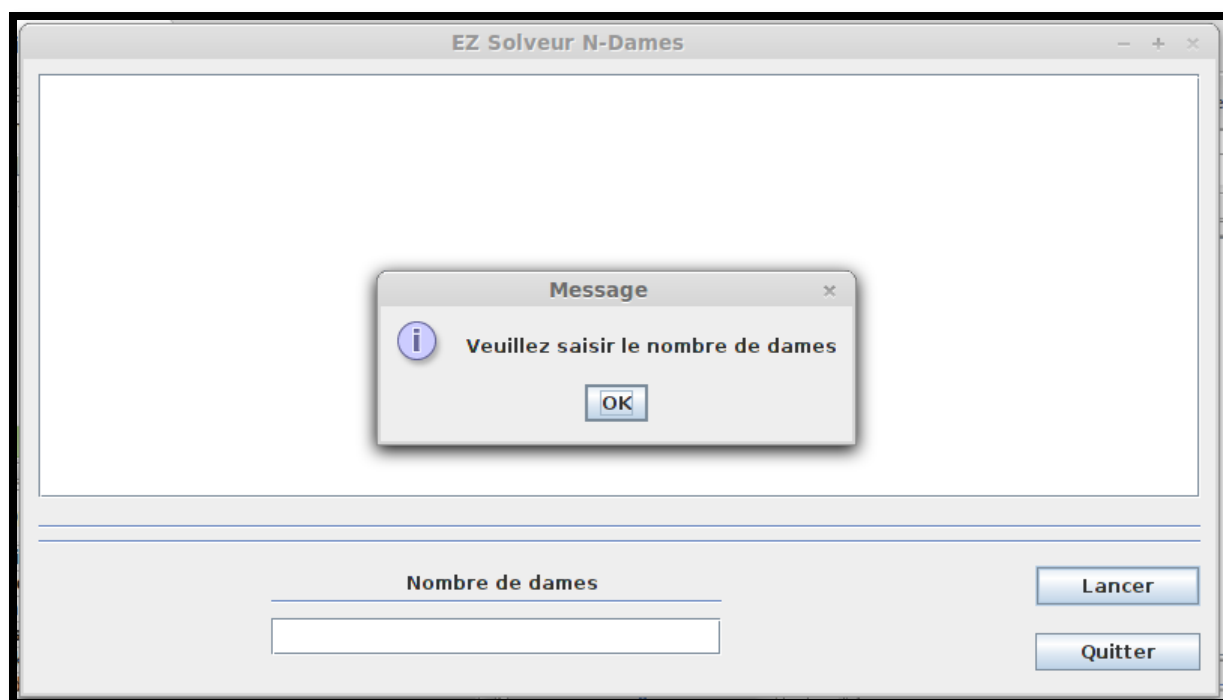 EZ Solveur N-Dames
Message
Veuillez saisir le nombre de dames
OK
Nombre de dames
Lancer
Quitter